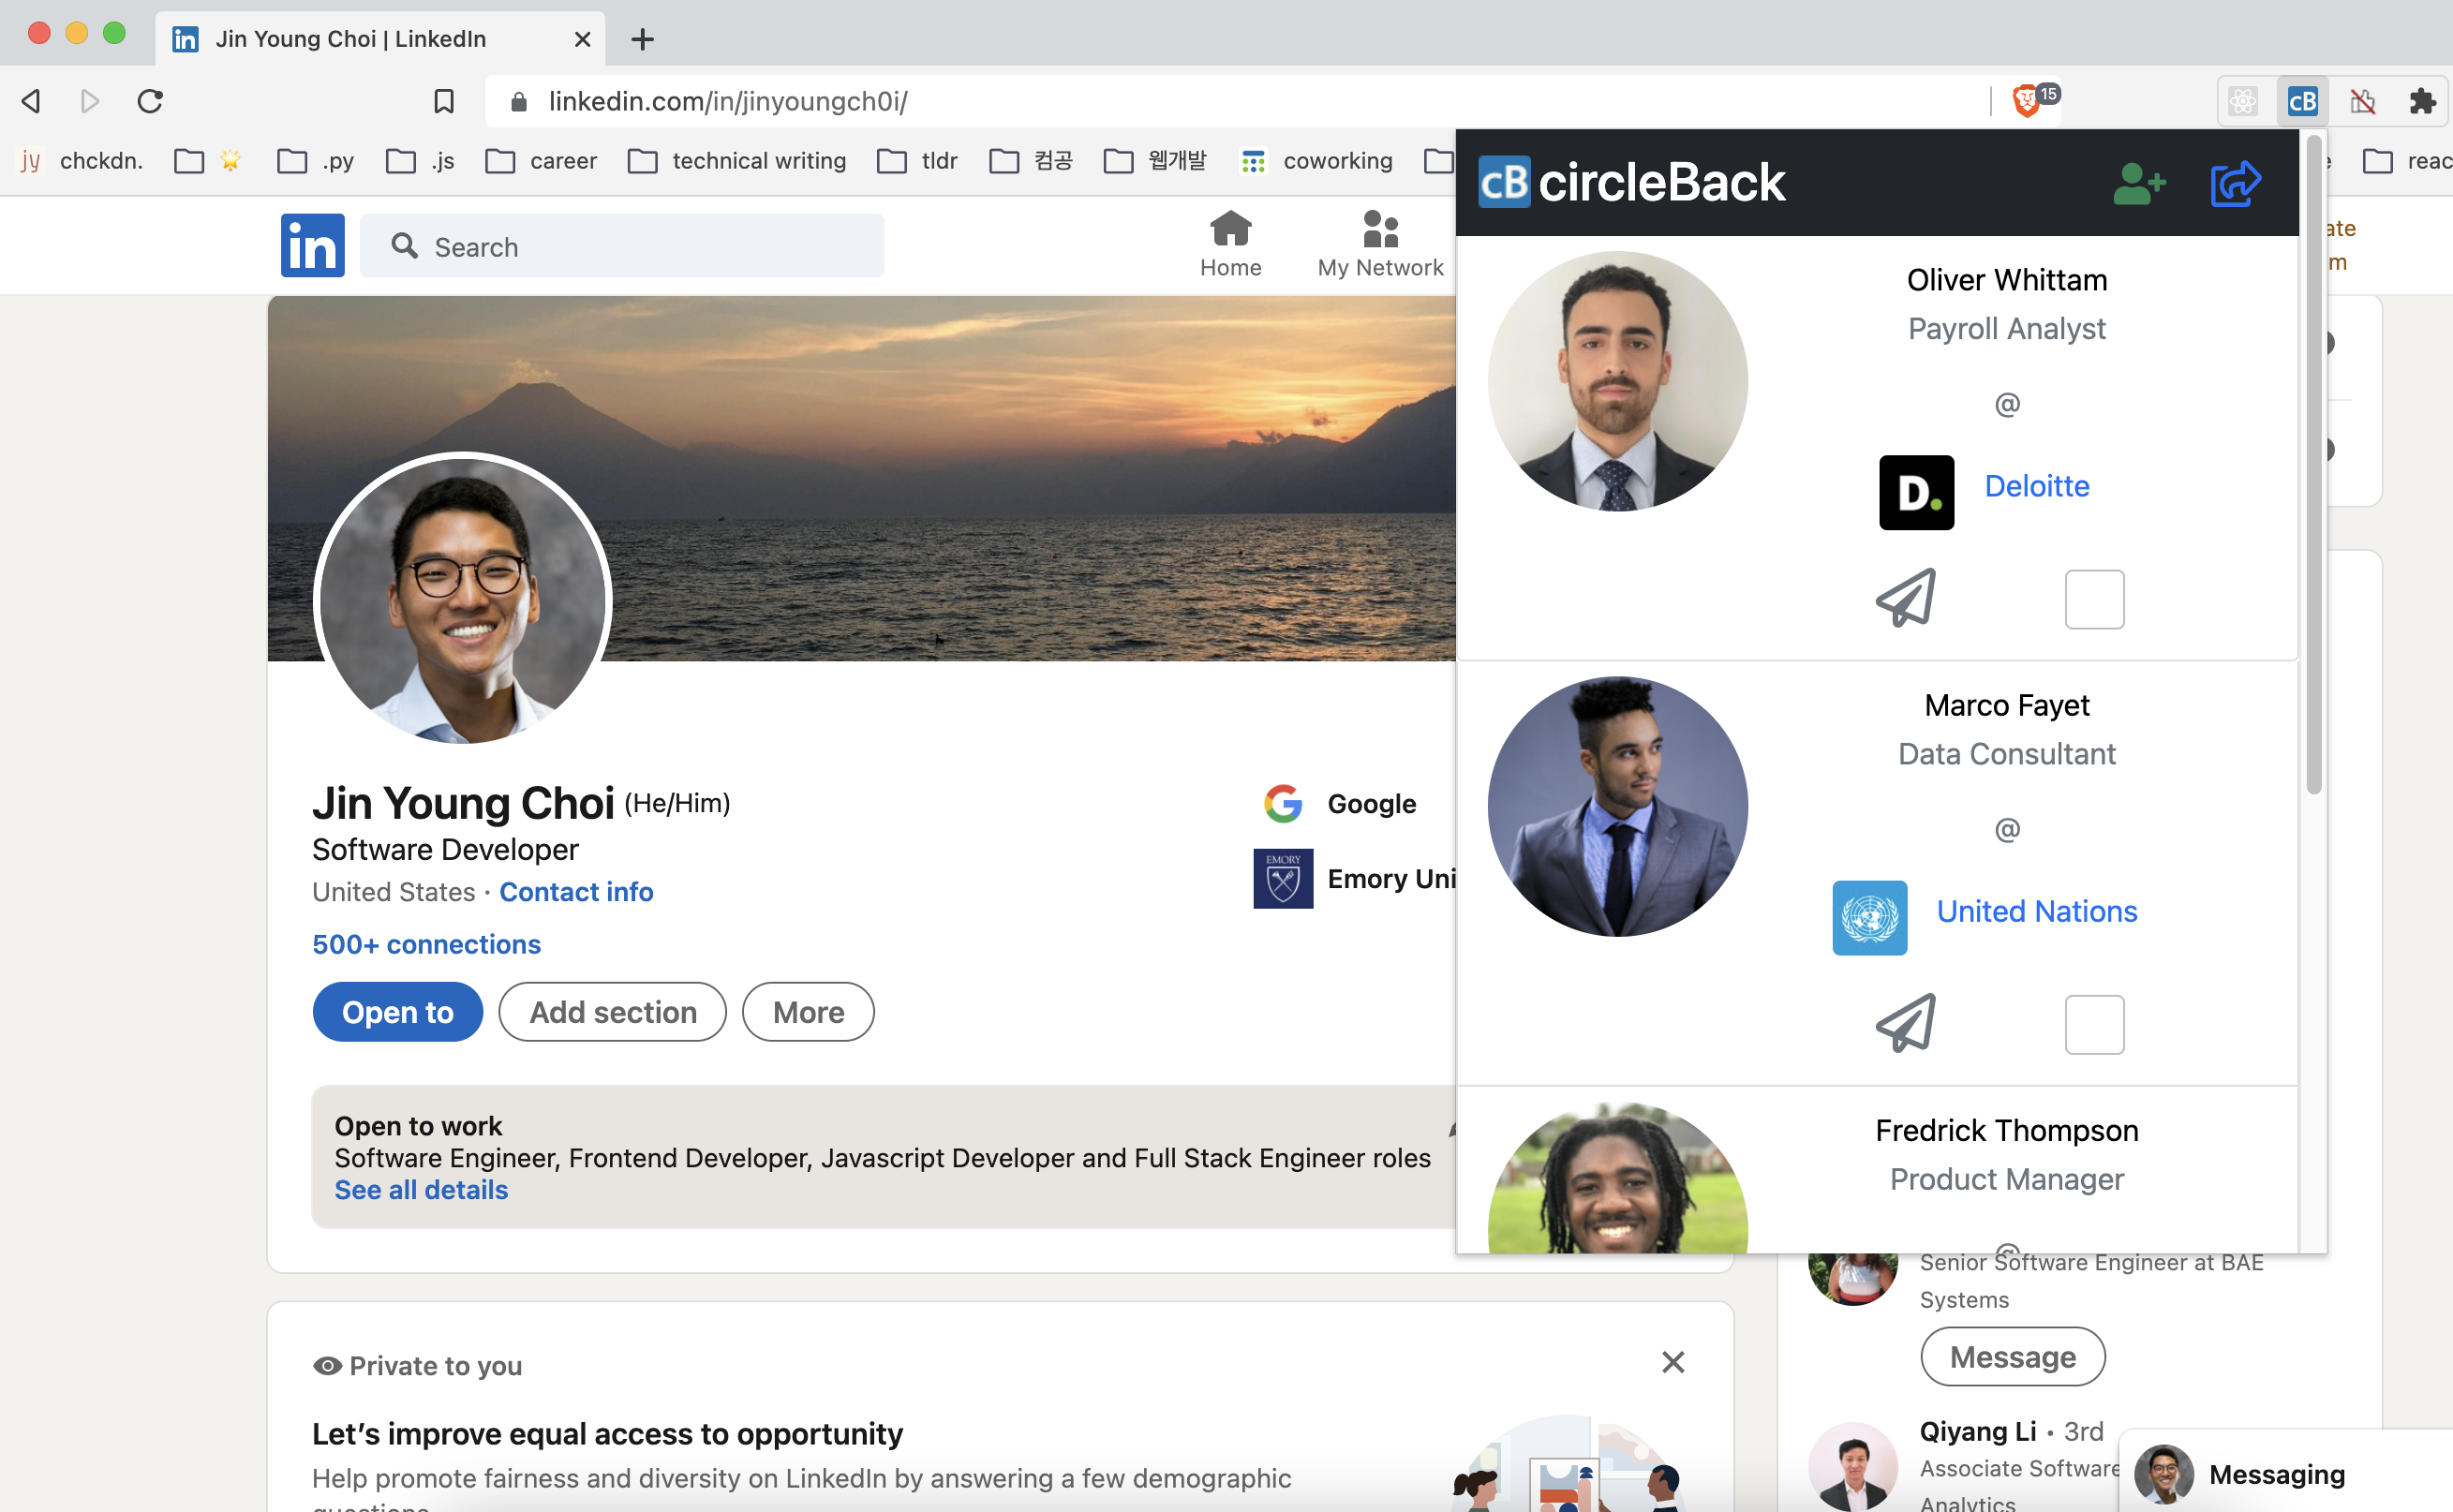 Jin Young Choi | LinkedIn
linkedin.com/in/jinyoungch0i/
15
cB
jy chckdn.
.py
.js
career
technical writing
tldr
컴공
웹개발
coworking
reac
in
Search
Home
My Network
cB circleBack
Oliver Whittam
Payroll Analyst
@
D.
Deloitte
Marco Fayet
Data Consultant
@
United Nations
Fredrick Thompson
Product Manager
@
Jin Young Choi (He/Him)
Software Developer
United States · Contact info
500+ connections
Google
EMORY
Emory Uni
Open to
Add section
More
Open to work
Software Engineer, Frontend Developer, Javascript Developer and Full Stack Engineer roles
See all details
Private to you
Let's improve equal access to opportunity
Help promote fairness and diversity on LinkedIn by answering a few demographic
Senior Software Engineer at BAE
Systems
Message
Qiyang Li • 3rd
Associate Software
Analytics
Messaging